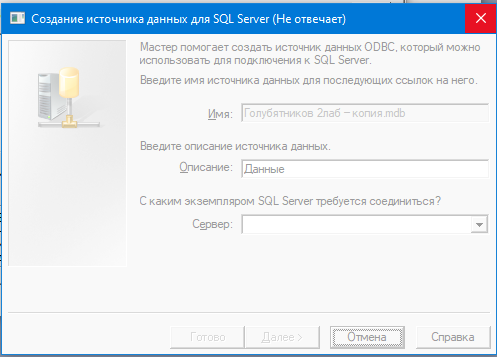 Создание источника данных для SQL Server (Не отвечает)
Мастер помогает создать источник данных ODBC, который можно
использовать для подключения к SQL Server.
Введите имя источника данных для последующих ссылок на него.
Имя: Голубятников 2лаб – копия.mdb
Введите описание источника данных.
Описание: Данные
С каким экземпляром SQL Server требуется соединиться?
Сервер:
Готово Далее > Отмена Справка